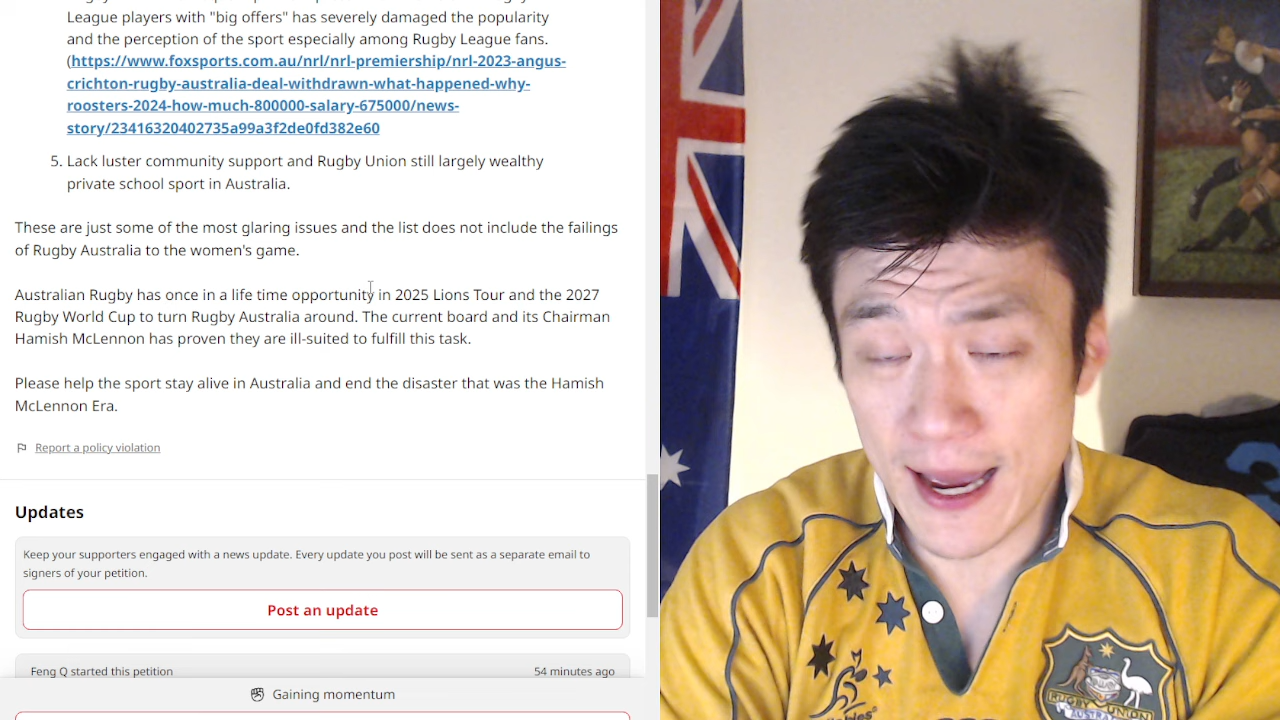 League players with "big offers" has severely damaged the popularity
and the perception of the sport especially among Rugby League fans.
(https://www.foxsports.com.au/nrl/nrl-premiership/nrl-2023-angus-
crichton-rugby-australia-deal-withdrawn-what-happened-why-
roosters-2024-how-much-800000-salary-675000/news-
story/23416320402735a99a3f2de0fd382e60
5. Lack luster community support and Rugby Union still largely wealthy
private school sport in Australia.
These are just some of the most glaring issues and the list does not include the failings
of Rugby Australia to the women's game.
Australian Rugby has once in a life time opportunity in 2025 Lions Tour and the 2027
Rugby World Cup to turn Rugby Australia around. The current board and its Chairman
Hamish McLennon has proven they are ill-suited to fulfill this task.
Please help the sport stay alive in Australia and end the disaster that was the Hamish
McLennon Era.
Report a policy violation
Updates
Keep your supporters engaged with a news update. Every update you post will be sent as a separate email to
signers of your petition.
Post an update
Feng Q started this petition
54 minutes ago
Gaining momentum
RUGBY UNION
AUSTRA